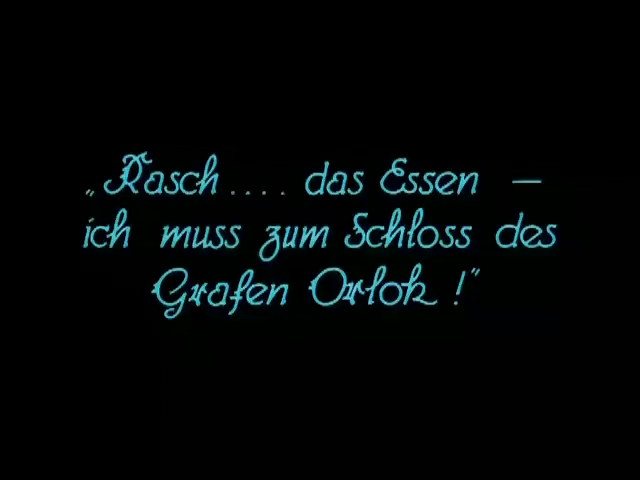 „Rasch .... das Essen —
ich muss zum Schloss des
Grafen Orlok!"